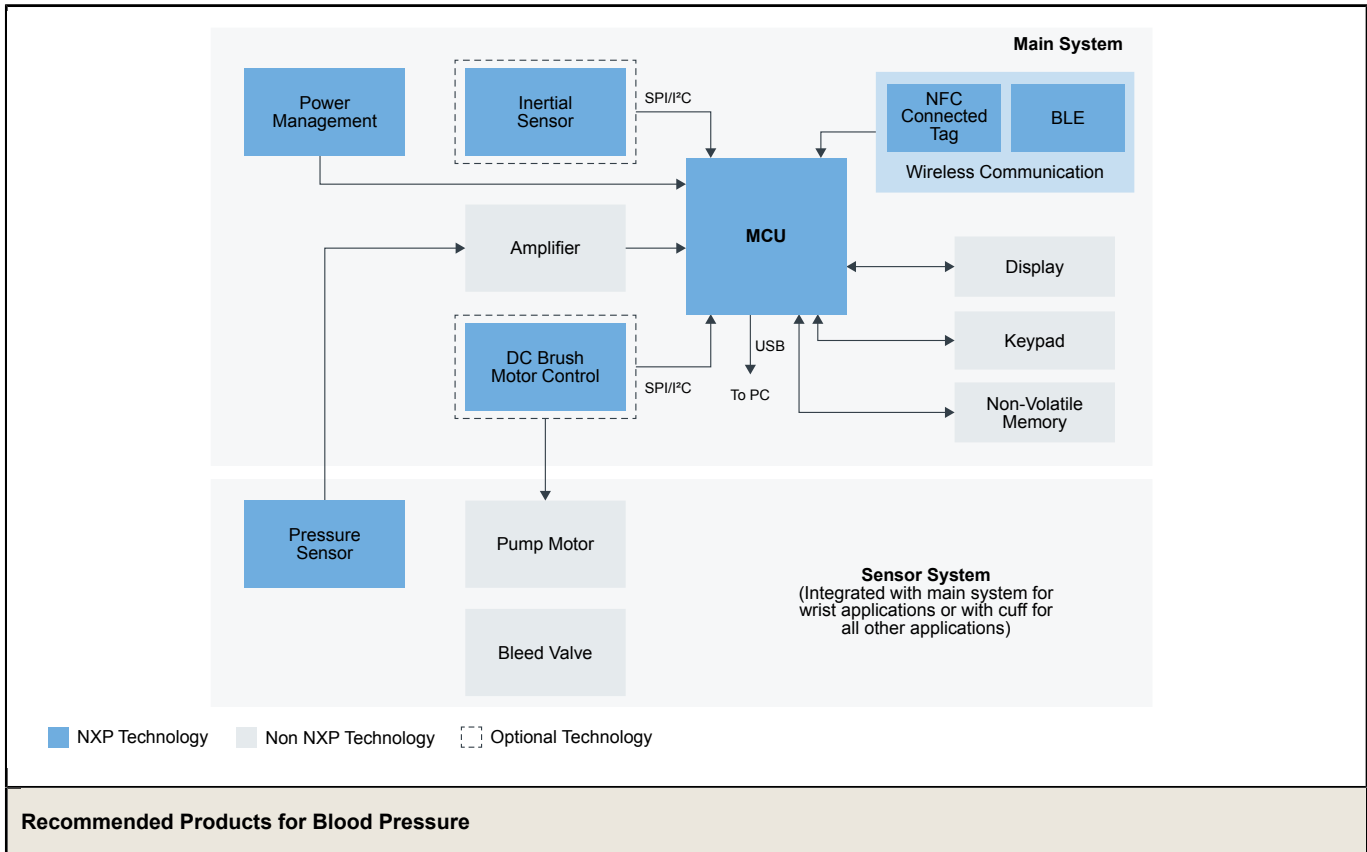 Main System
Power
Management
Inertial
Sensor
SPI/I²C
NFC
Connected
Tag
BLE
Wireless Communication
MCU
Amplifier
Display
DC Brush
Motor Control
SPI/I²C
USB
To PC
Keypad
Non-Volatile
Memory
Pressure
Sensor
Pump Motor
Sensor System
(Integrated with main system for
wrist applications or with cuff for
all other applications)
Bleed Valve
NXP Technology
Non NXP Technology
Optional Technology
Recommended Products for Blood Pressure